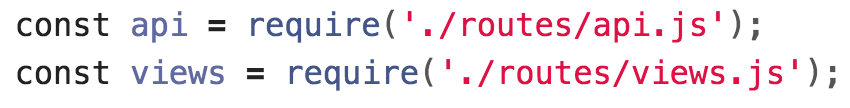 const api = require('./routes/api.js');
const views = require('./routes/views.js');